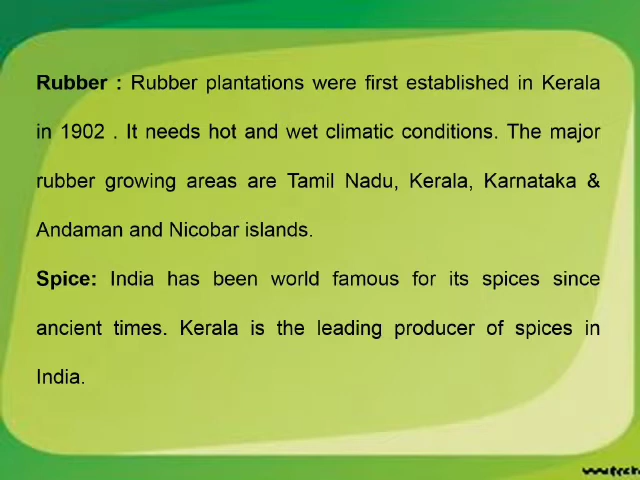 Rubber : Rubber plantations were first established in Kerala
in 1902 . It needs hot and wet climatic conditions. The major
rubber growing areas are Tamil Nadu, Kerala, Karnataka &
Andaman and Nicobar islands.
Spice: India has been world famous for its spices since
ancient times. Kerala is the leading producer of spices in
India.